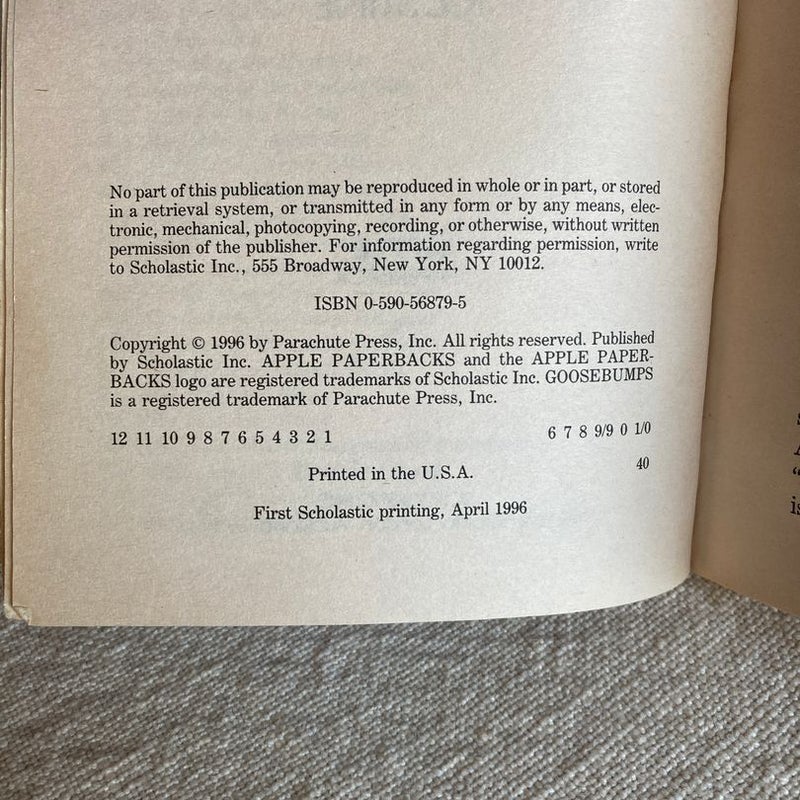 No part of this publication may be reproduced in whole or in part, or stored
in a retrieval system, or transmitted in any form or by any means, elec-
tronic, mechanical, photocopying, recording, or otherwise, without written
permission of the publisher. For information regarding permission, write
to Scholastic Inc., 555 Broadway, New York, NY 10012.
ISBN 0-590-56879-5
Copyright © 1996 by Parachute Press, Inc. All rights reserved. Published
by Scholastic Inc. APPLE PAPERBACKS and the APPLE PAPER-
BACKS logo are registered trademarks of Scholastic Inc. GOOSEBUMPS
is a registered trademark of Parachute Press, Inc.
12 11 10 9 8 7 6 5 4 3 2 1 6 7 8 9/9 0 1/0
Printed in the U.S.A. 40
First Scholastic printing, April 1996